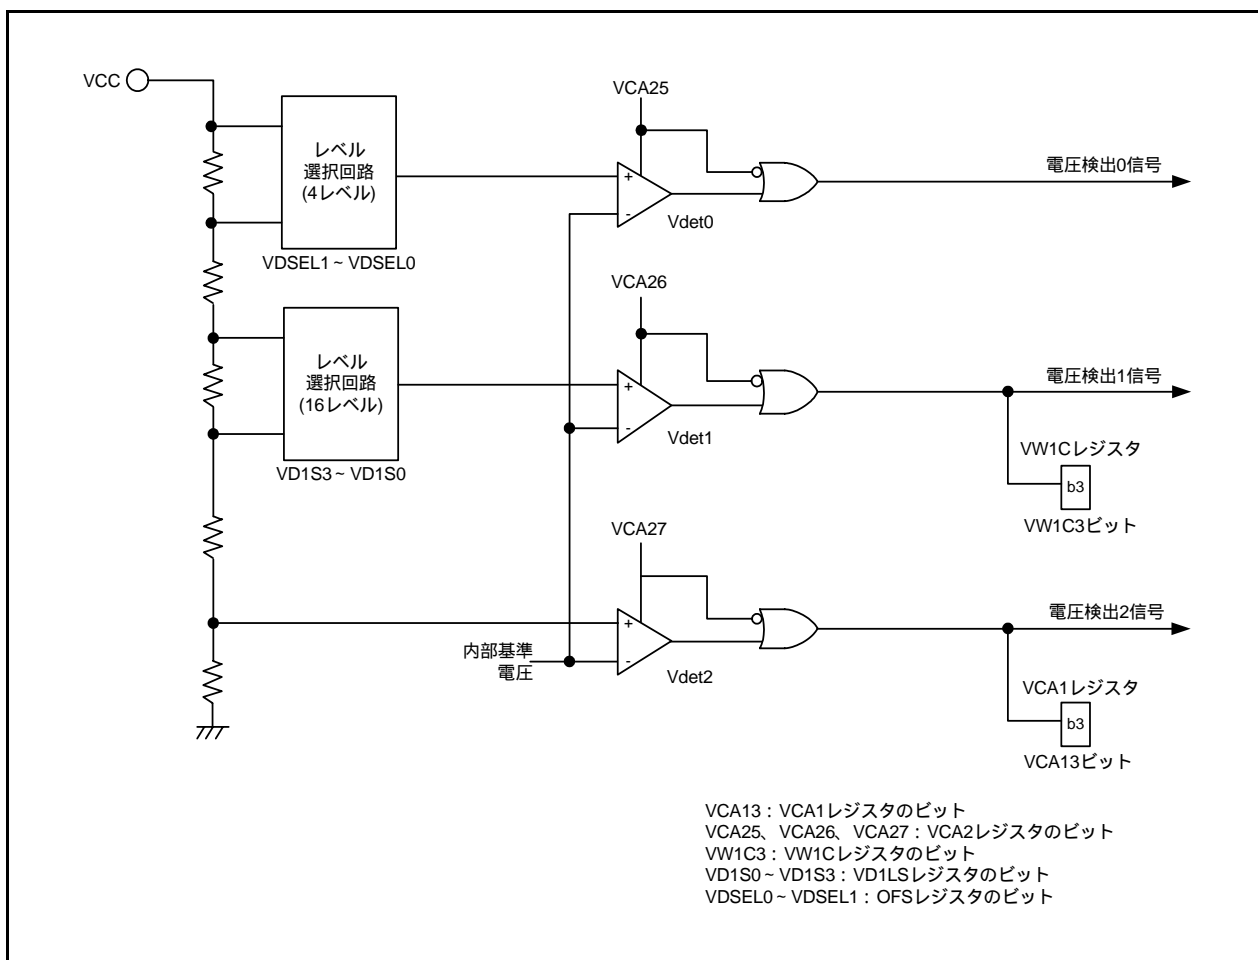 VCC
レベル
選択回路
(4レベル)
VDSEL1 ~ VDSEL0
VCA25
+
-
Vdet0
電圧検出0信号
レベル
選択回路
(16レベル)
VD1S3 ~ VD1S0
VCA26
+
-
Vdet1
電圧検出1信号
VW1Cレジスタ
b3
VW1C3ビット
VCA27
+
-
Vdet2
内部基準
電圧
電圧検出2信号
VCA1レジスタ
b3
VCA13ビット
VCA13：VCA1レジスタのビット
VCA25、VCA26、VCA27：VCA2レジスタのビット
VW1C3：VW1Cレジスタのビット
VD1S0 ~ VD1S3：VD1LSレジスタのビット
VDSEL0 ~ VDSEL1：OFSレジスタのビット